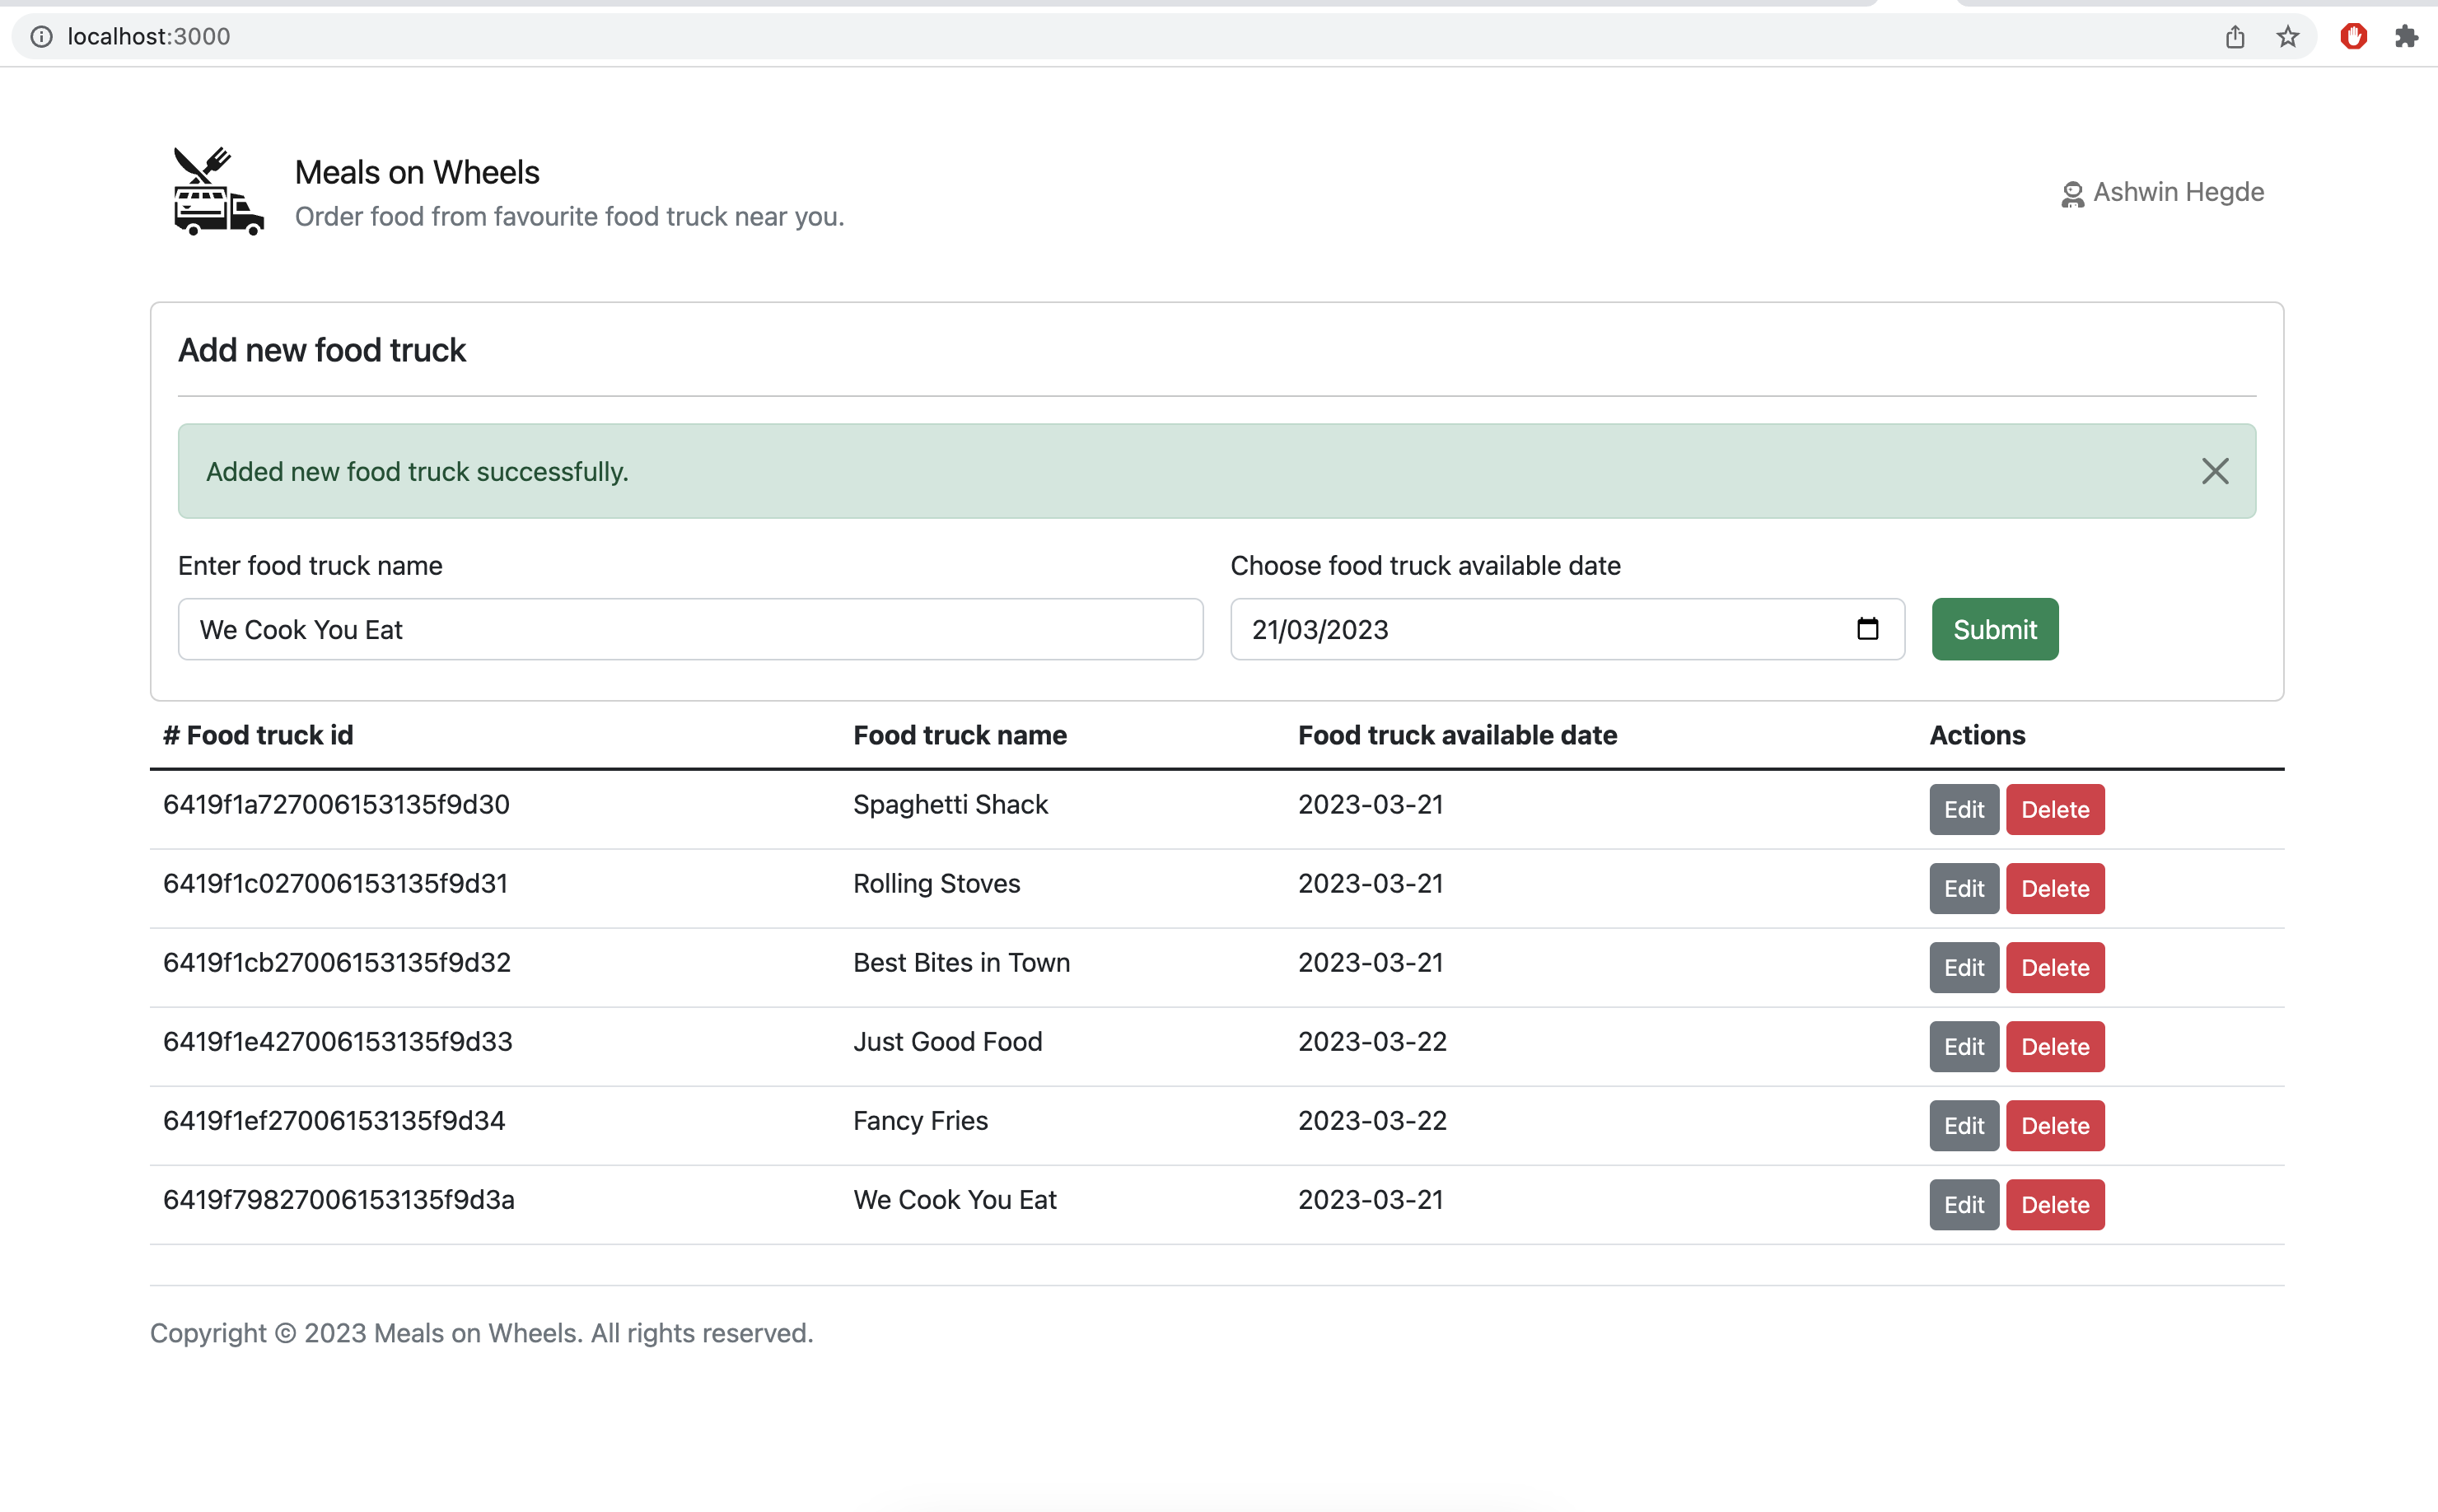 localhost:3000
Meals on Wheels
Order food from favourite food truck near you.
Ashwin Hegde
Add new food truck
Added new food truck successfully.
Enter food truck name
Choose food truck available date
We Cook You Eat
21/03/2023
Submit
# Food truck id Food truck name Food truck available date Actions
6419f1a727006153135f9d30 Spaghetti Shack 2023-03-21 Edit Delete
6419f1c027006153135f9d31 Rolling Stoves 2023-03-21 Edit Delete
6419f1cb27006153135f9d32 Best Bites in Town 2023-03-21 Edit Delete
6419f1e427006153135f9d33 Just Good Food 2023-03-22 Edit Delete
6419f1ef27006153135f9d34 Fancy Fries 2023-03-22 Edit Delete
6419f79827006153135f9d3a We Cook You Eat 2023-03-21 Edit Delete
Copyright © 2023 Meals on Wheels. All rights reserved.